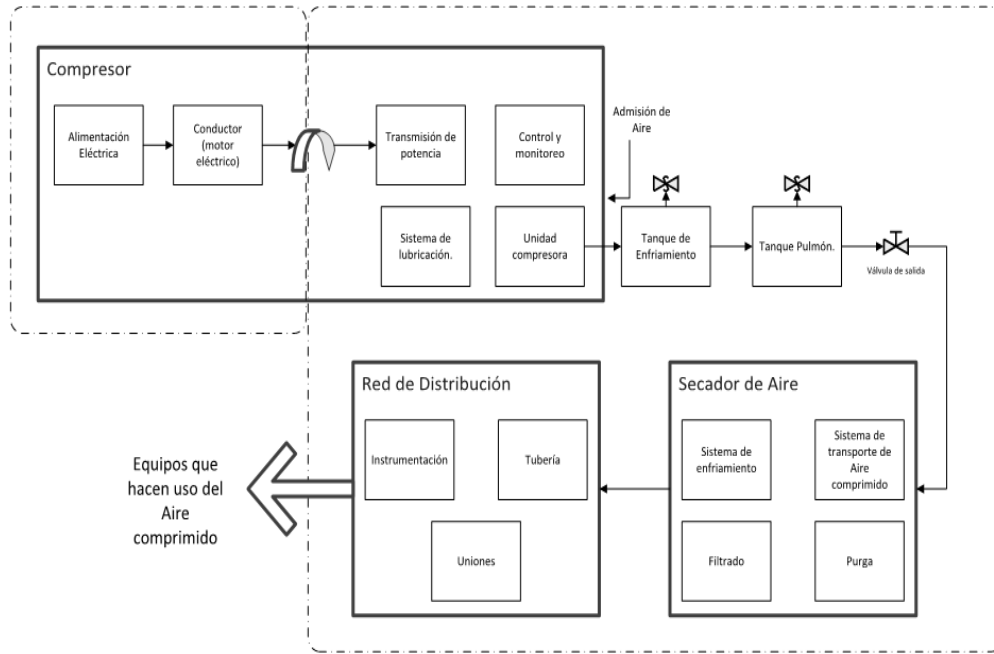 Compresor
Alimentación
Eléctrica
Conductor
(motor
eléctrico)
Transmisión de
potencia
Control y
monitoreo
Admisión de
Aire
Sistema de
lubricación.
Unidad
compresora
Tanque de
Enfriamiento
Tanque Pulmón.
Válvula de salida
Red de Distribución
Instrumentación
Tubería
Uniones
Secador de Aire
Sistema de
enfriamiento
Sistema de
transporte de
Aire
comprimido
Filtrado
Purga
Equipos que
hacen uso del
Aire
comprimido